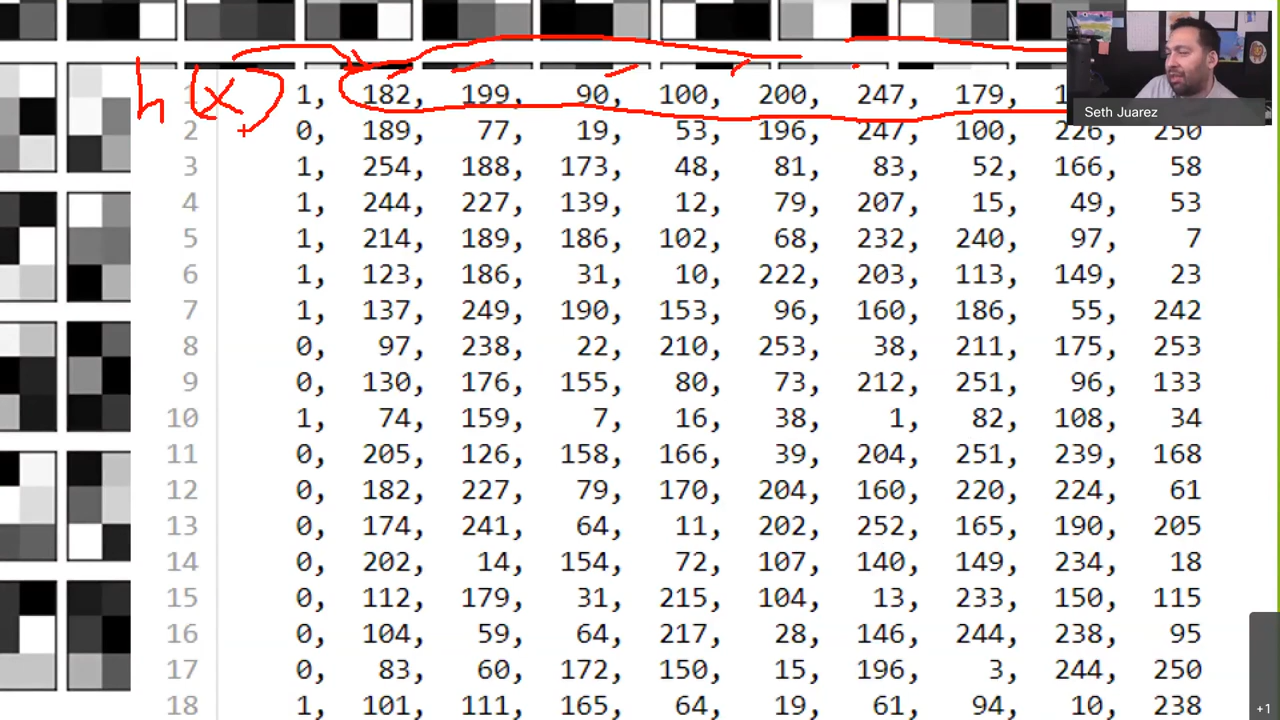 h (x) 1, 182, 199, 90, 100, 200, 247, 179,
Seth Juarez
2 0, 189, 77, 19, 53, 196, 247, 100, 226, 250
3 1, 254, 188, 173, 48, 81, 83, 52, 166, 58
4 1, 244, 227, 139, 12, 79, 207, 15, 49, 53
5 1, 214, 189, 186, 102, 68, 232, 240, 97, 7
6 1, 123, 186, 31, 10, 222, 203, 113, 149, 23
7 1, 137, 249, 190, 153, 96, 160, 186, 55, 242
8 0, 97, 238, 22, 210, 253, 38, 211, 175, 253
9 0, 130, 176, 155, 80, 73, 212, 251, 96, 133
10 1, 74, 159, 7, 16, 38, 1, 82, 108, 34
11 0, 205, 126, 158, 166, 39, 204, 251, 239, 168
12 0, 182, 227, 79, 170, 204, 160, 220, 224, 61
13 0, 174, 241, 64, 11, 202, 252, 165, 190, 205
14 0, 202, 14, 154, 72, 107, 140, 149, 234, 18
15 0, 112, 179, 31, 215, 104, 13, 233, 150, 115
16 0, 104, 59, 64, 217, 28, 146, 244, 238, 95
17 0, 83, 60, 172, 150, 15, 196, 3, 244, 250
18 1, 101, 111, 165, 64, 19, 61, 94, 10, 238
+1